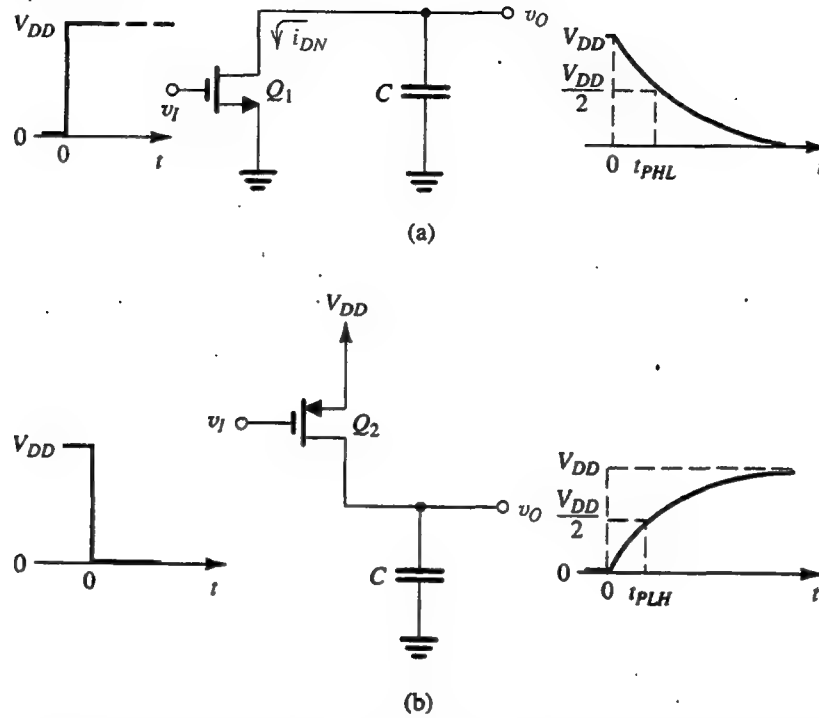 V_DD
0
0
t
v_I
Q_1
i_DN
C
v_O
V_DD
V_DD/2
0
t_PHL
t
(a)
V_DD
v_I
Q_2
V_DD
0
0
t
C
v_O
V_DD
V_DD/2
0
0
t_PLH
t
(b)